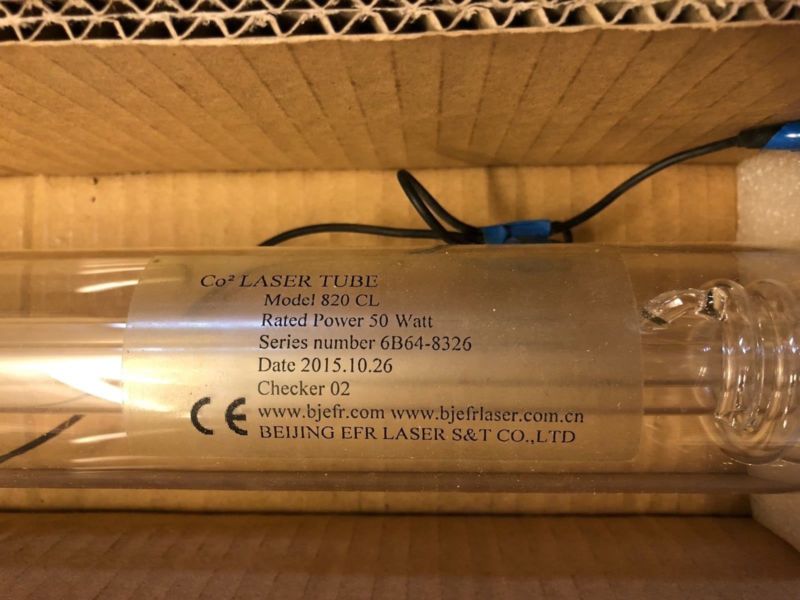 Co² LASER TUBE
Model 820 CL
Rated Power 50 Watt
Series number 6B64-8326
Date 2015.10.26
Checker 02
CE www.bjefr.com www.bjefrlaser.com.cn
BEIJING EFR LASER S&T CO.,LTD